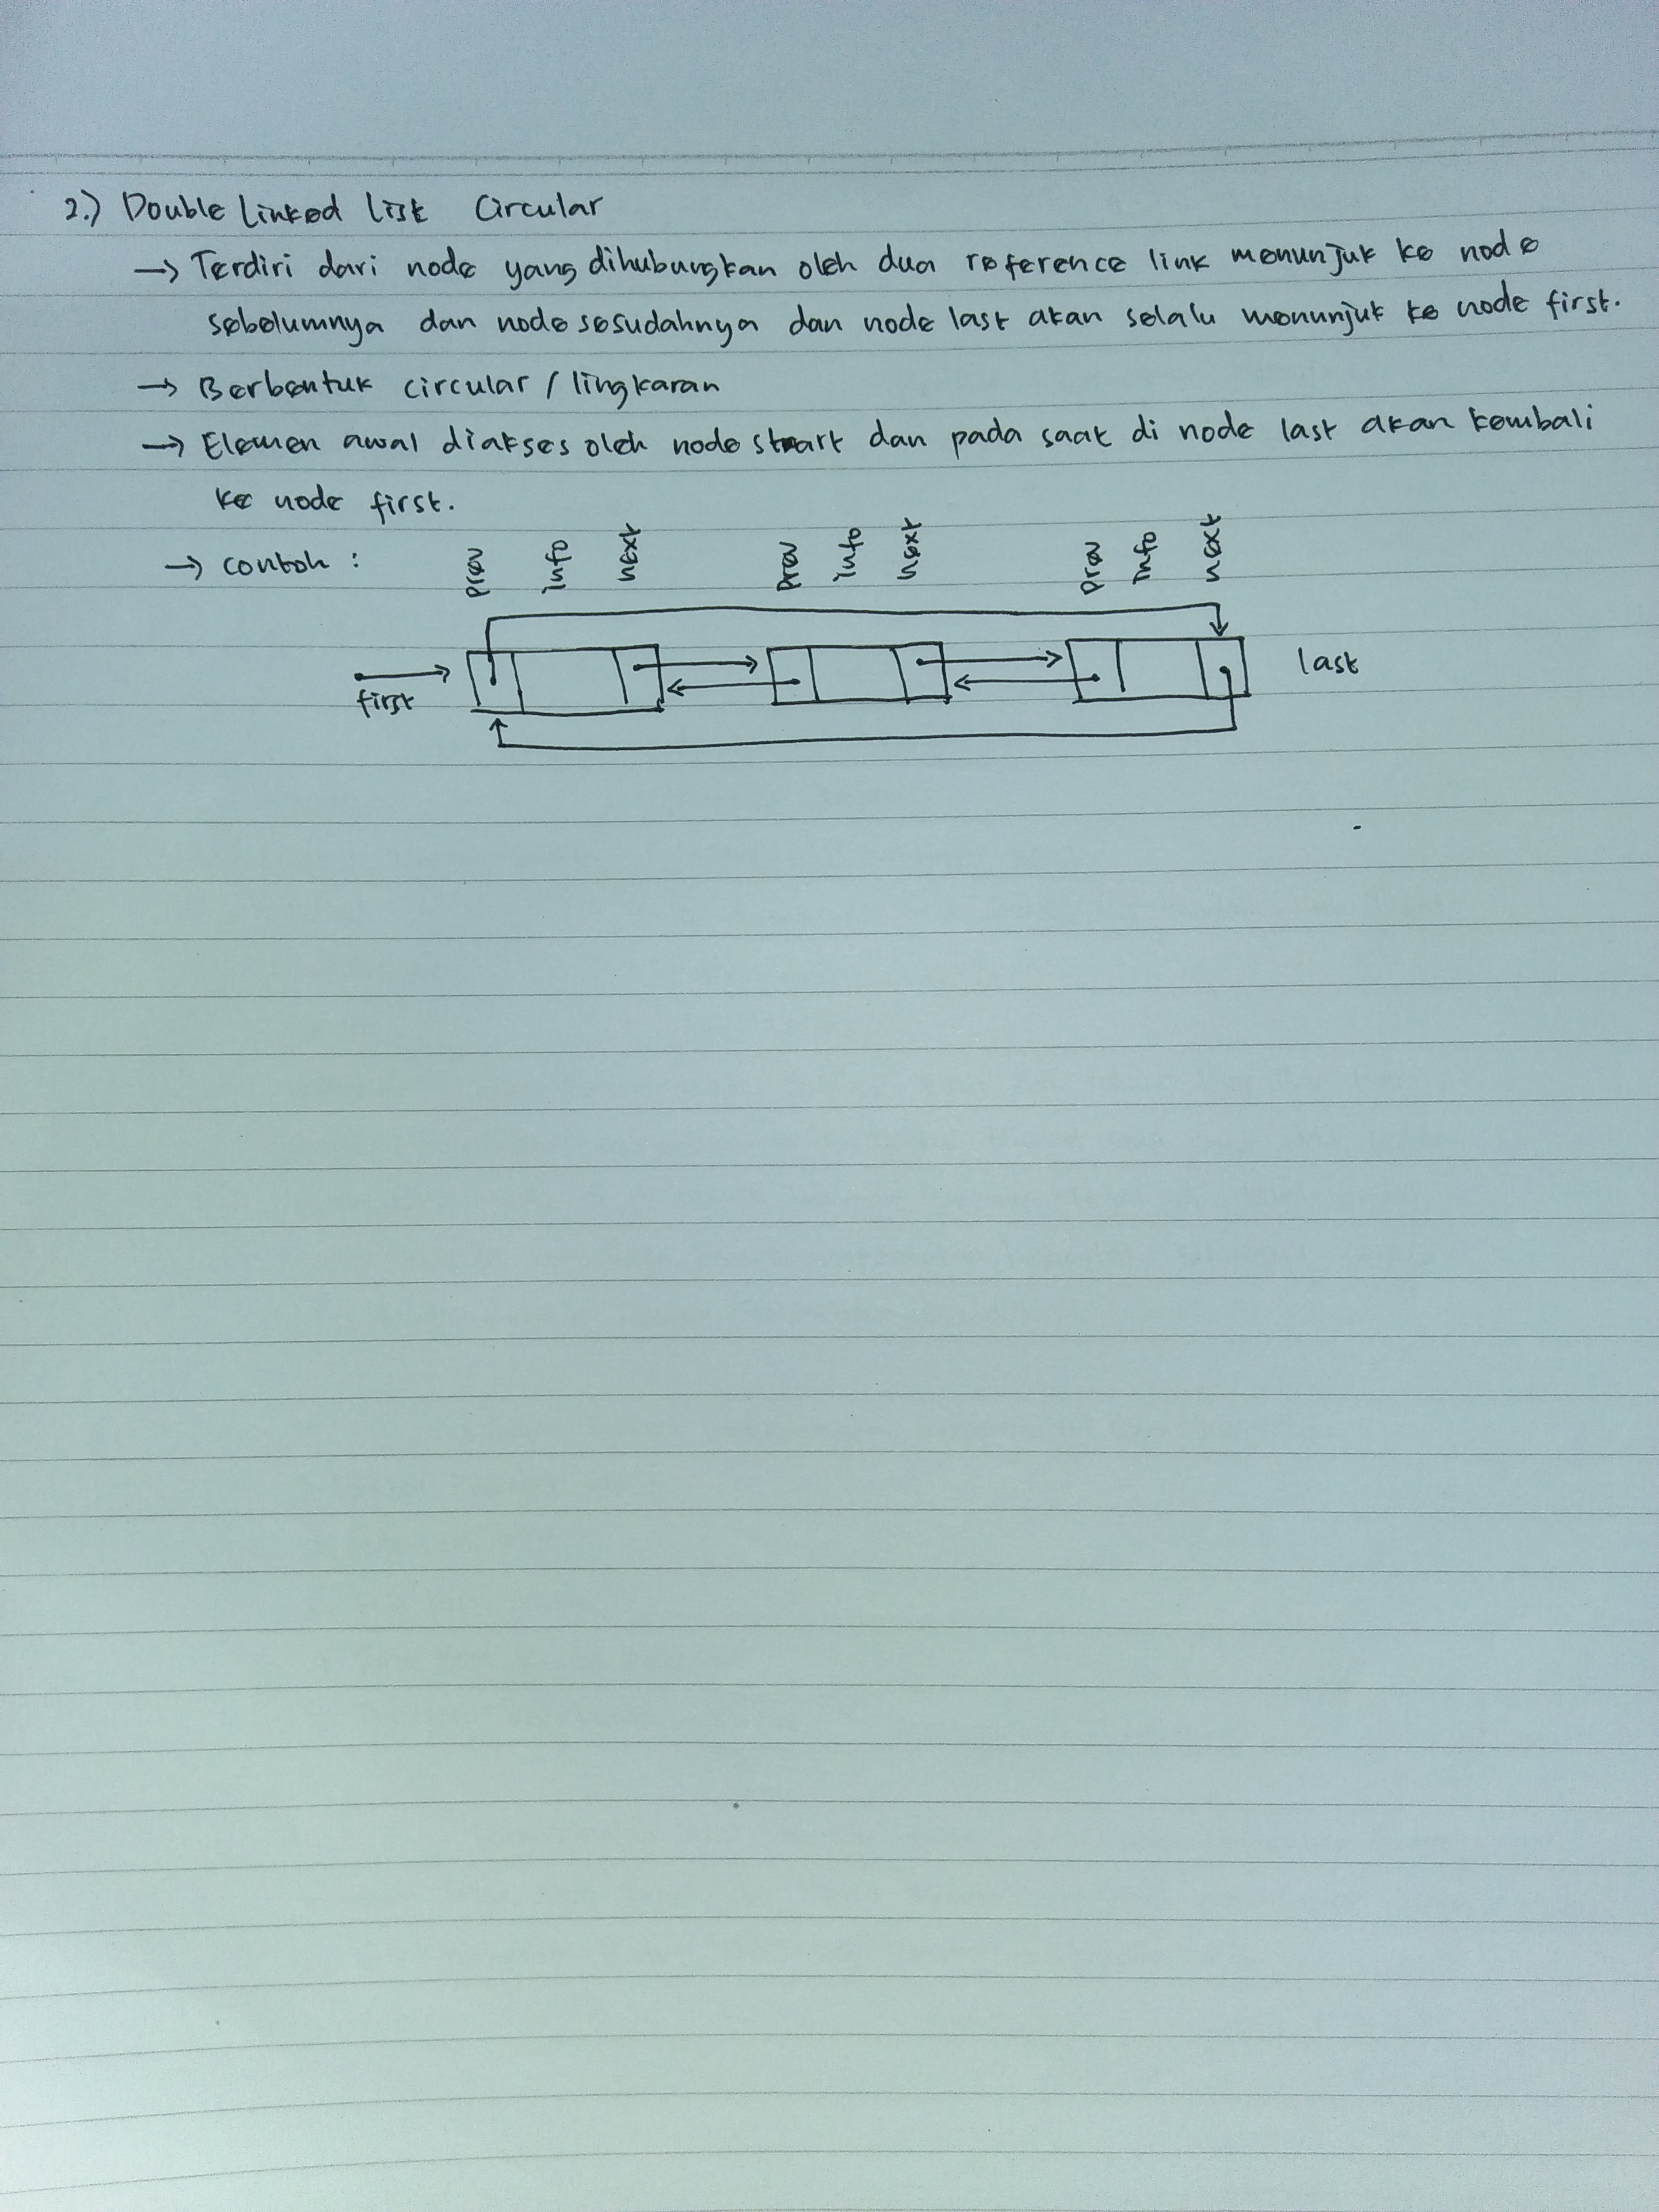 2.) Double Linked List Circular
→ Terdiri dari node yang dihubungkan oleh dua reference link menunjuk ke node
sebelumnya dan node sesudahnya dan node last akan selalu menunjuk ke node first.
→ Berbentuk circular / lingkaran
→ Elemen awal diakses oleh node start dan pada saat di node last akan kembali
ke node first.
→ contoh :
prev info next prev info next prev info next
first last